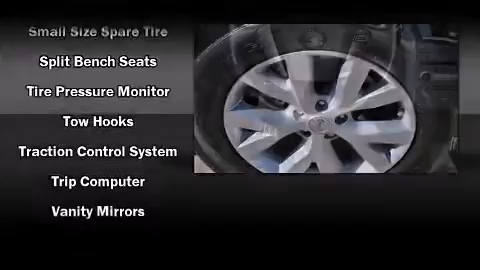 Small Size Spare Tire
Split Bench Seats
Tire Pressure Monitor
Tow Hooks
Traction Control System
Trip Computer
Vanity Mirrors